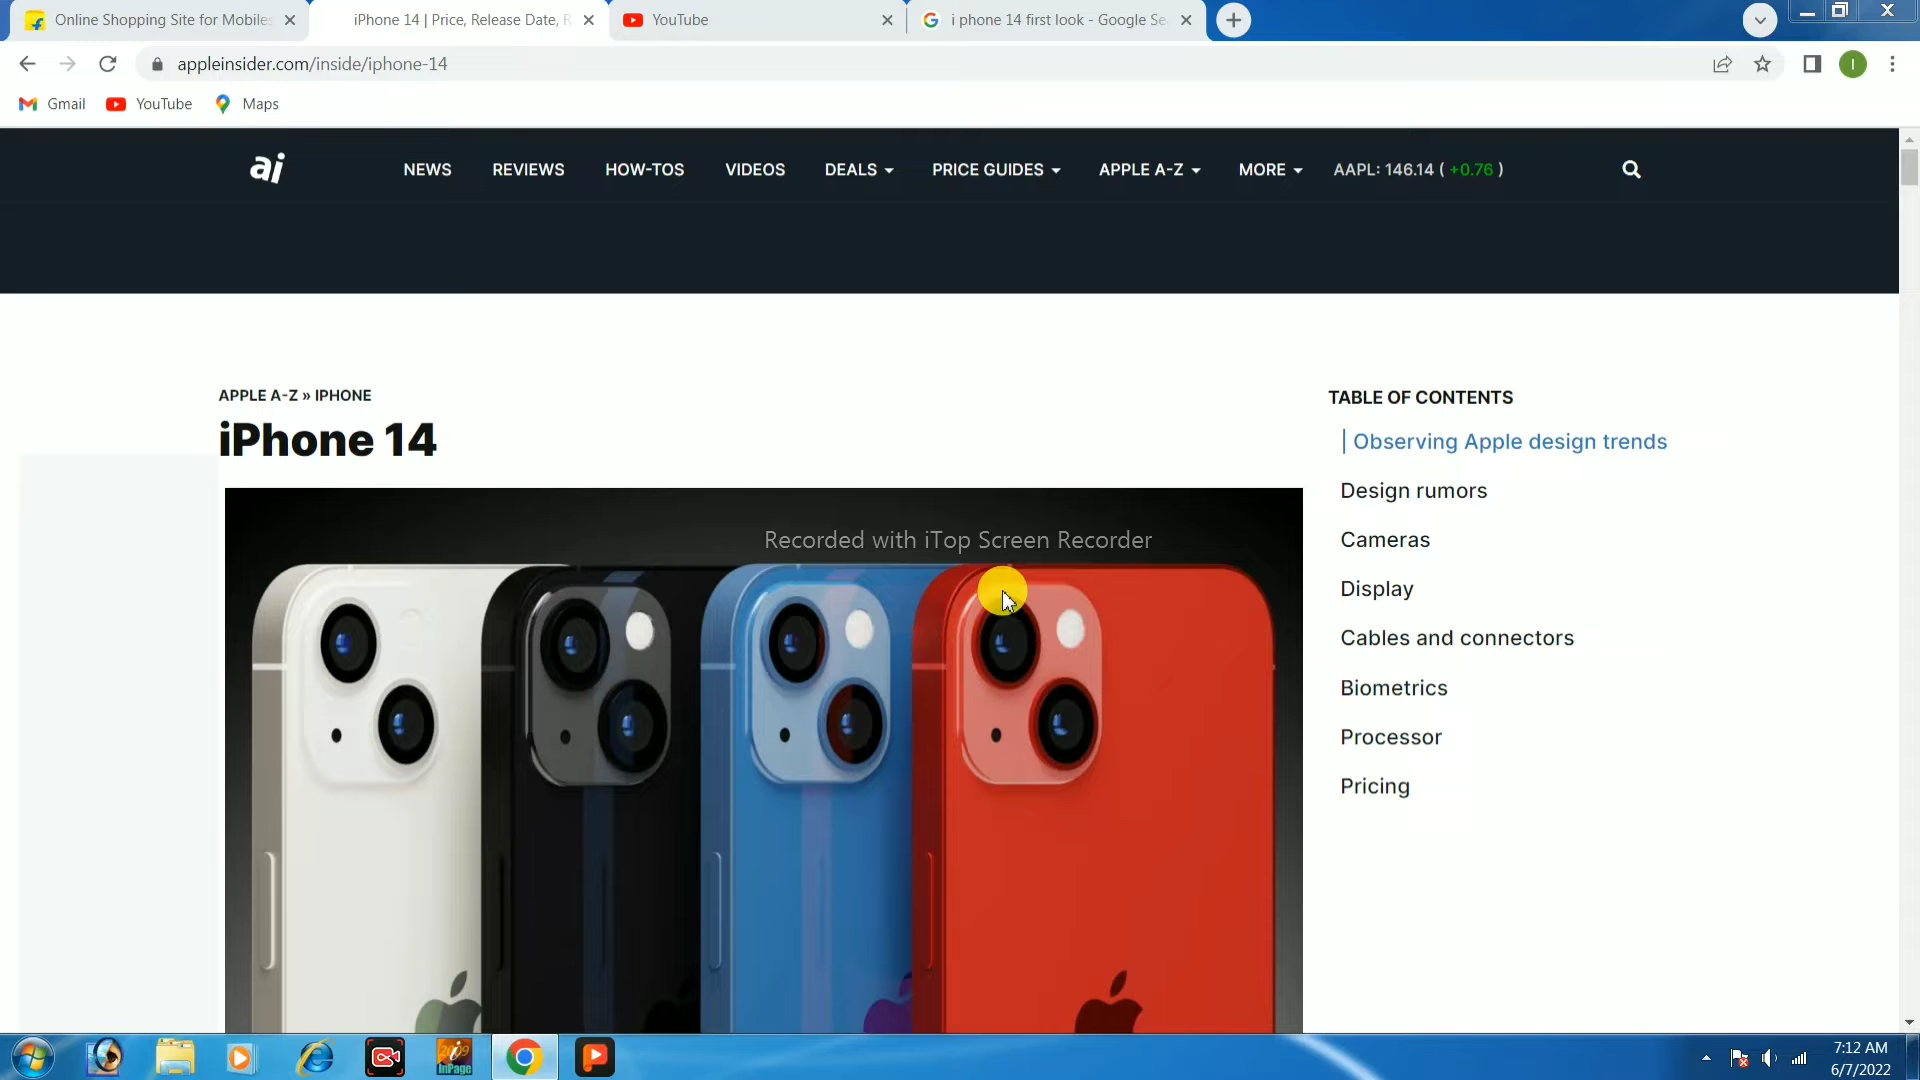 Online Shopping Site for Mobiles
iPhone 14 | Price, Release Date, R
YouTube
i phone 14 first look - Google Se
appleinsider.com/inside/iphone-14
I
Gmail
YouTube
Maps
ai
NEWS
REVIEWS
HOW-TOS
VIDEOS
DEALS
PRICE GUIDES
APPLE A-Z
MORE
AAPL: 146.14 ( +0.76 )
APPLE A-Z » IPHONE
iPhone 14
Recorded with iTop Screen Recorder
TABLE OF CONTENTS
Observing Apple design trends
Design rumors
Cameras
Display
Cables and connectors
Biometrics
Processor
Pricing
2009
InPage
7:12 AM
6/7/2022